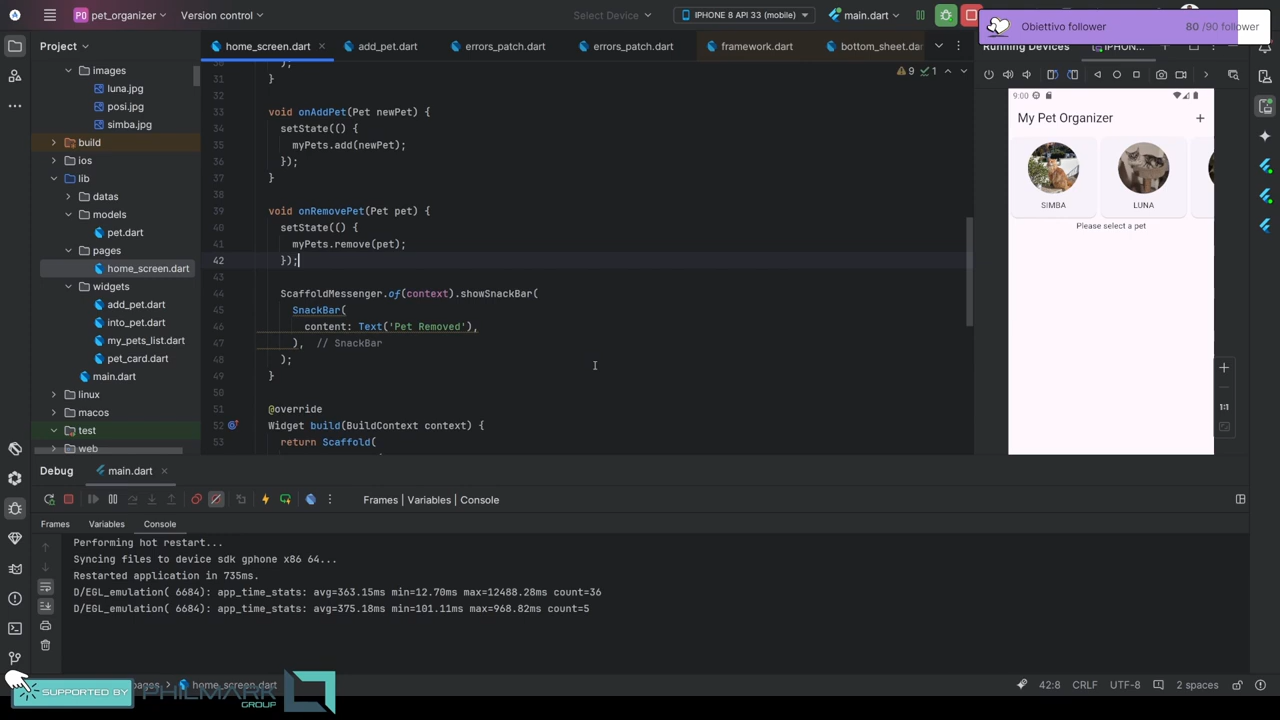 PO pet_organizer
Version control
Select Device
IPHONE 8 API 33 (mobile)
main.dart
Obiettivo follower
80 /90 follower
Project
home_screen.dart
add_pet.dart
errors_patch.dart
errors_patch.dart
framework.dart
bottom_sheet.da
Running Devices
IPHON
images
luna.jpg
posi.jpg
simba.jpg
build
ios
lib
datas
models
pet.dart
pages
home_screen.dart
widgets
add_pet.dart
into_pet.dart
my_pets_list.dart
pet_card.dart
main.dart
linux
macos
test
web
9
1
30 );
31 }
32
33 void onAddPet(Pet newPet) {
34 setState(() {
35 myPets.add(newPet);
36 });
37 }
38
39 void onRemovePet(Pet pet) {
40 setState(() {
41 myPets.remove(pet);
42 });
43
44 ScaffoldMessenger.of(context).showSnackBar(
45 SnackBar(
46 content: Text('Pet Removed'),
47 ), // SnackBar
48 );
49 }
50
51 @override
52 Widget build(BuildContext context) {
53 return Scaffold(
9:00
My Pet Organizer
+
SIMBA
LUNA
Please select a pet
1:1
Debug
main.dart
Frames | Variables | Console
Frames
Variables
Console
Performing hot restart...
Syncing files to device sdk gphone x86 64...
Restarted application in 735ms.
D/EGL_emulation( 6684): app_time_stats: avg=363.15ms min=12.70ms max=12488.28ms count=36
D/EGL_emulation( 6684): app_time_stats: avg=375.18ms min=101.11ms max=968.82ms count=5
SUPPORTED BY
PHILMARK
GROUP
pages
home_screen.dart
42:8
CRLF
UTF-8
2 spaces